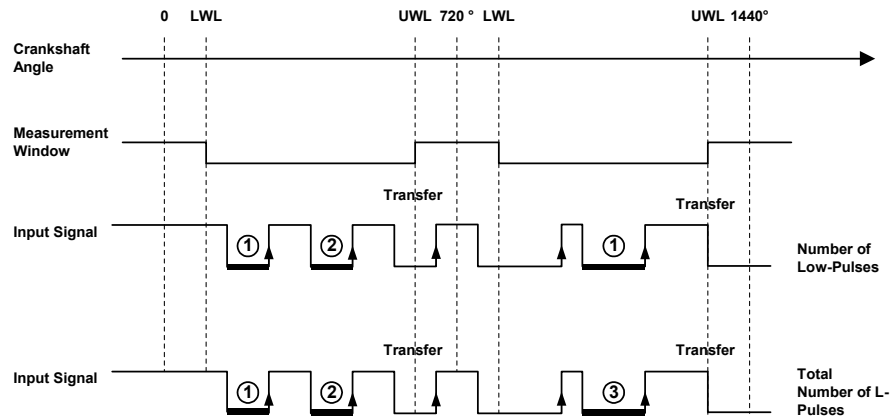 0 LWL UWL 720 ° LWL UWL 1440°
Crankshaft
Angle
Measurement
Window
Transfer Transfer
Input Signal
1 2 1
Number of
Low-Pulses
Transfer Transfer
Input Signal
1 2 3
Total
Number of L-
Pulses